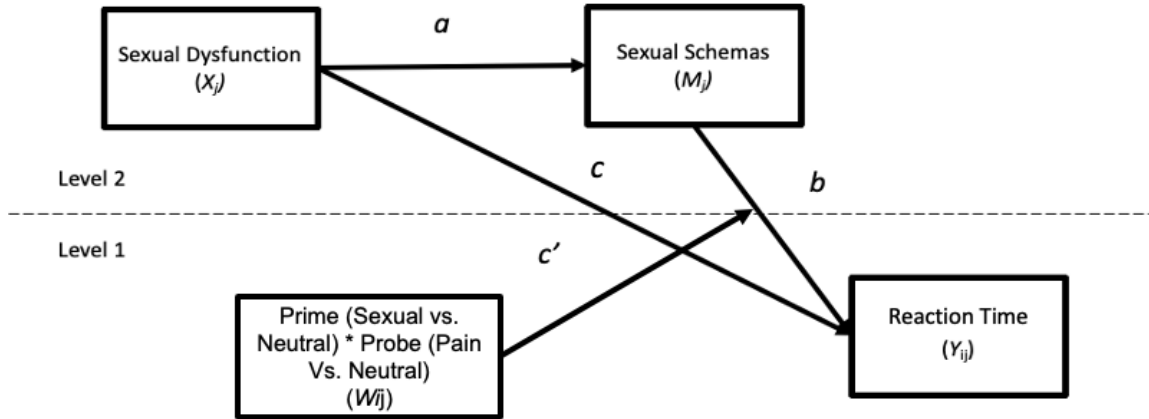 a
Sexual Dysfunction
(Xj)
Sexual Schemas
(Mj)
Level 2
c
b
Level 1
c'
Prime (Sexual vs.
Neutral) * Probe (Pain
Vs. Neutral)
(Wij)
Reaction Time
(Yij)